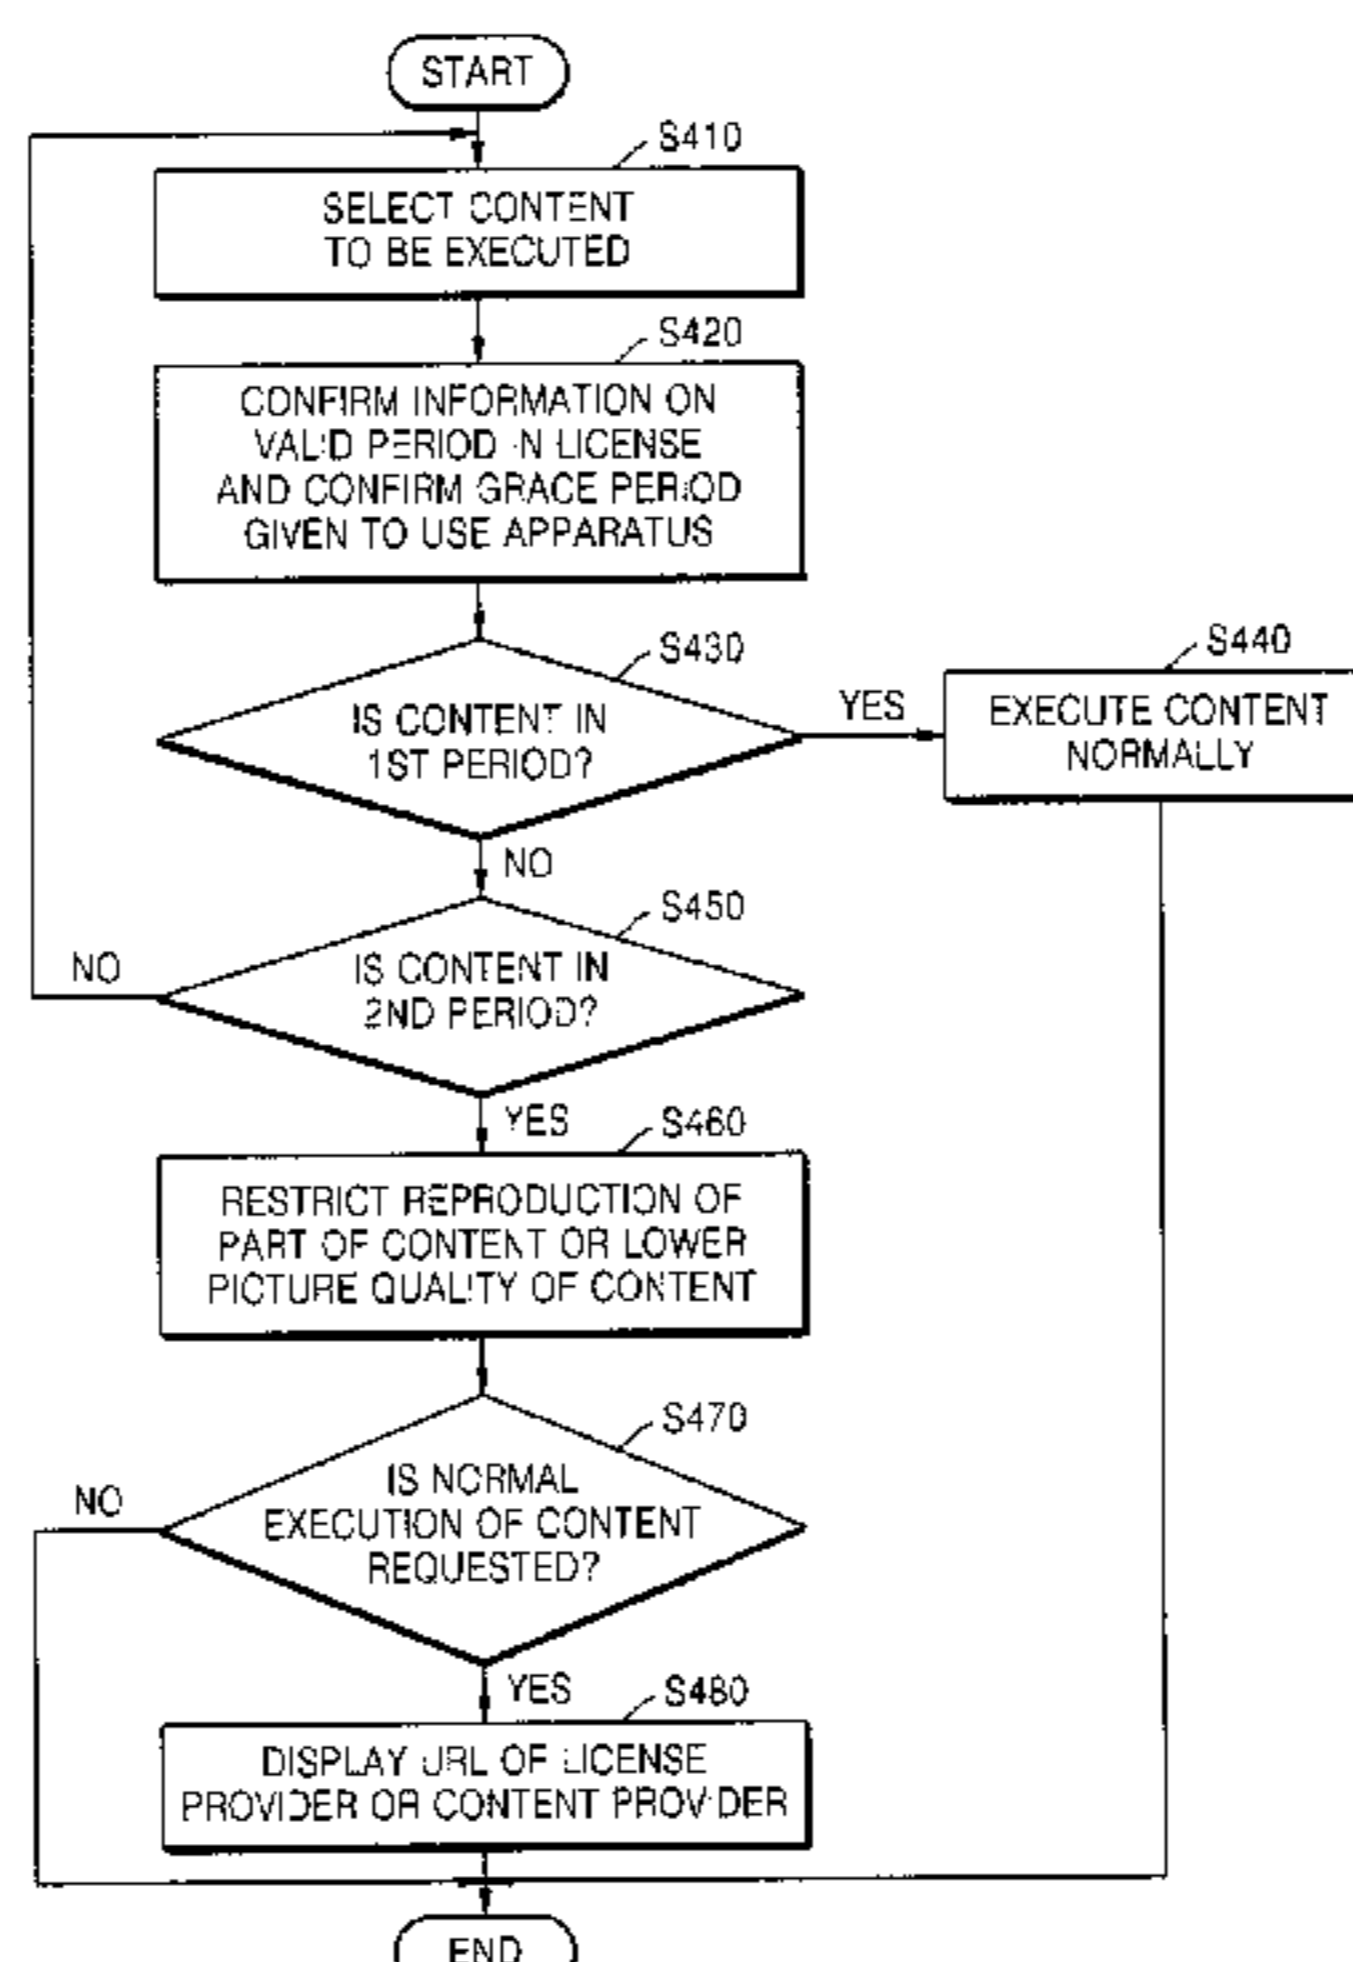 START
S410
SELECT CONTENT
TO BE EXECUTED
S420
CONFIRM INFORMATION ON
VALID PERIOD IN LICENSE
AND CONFIRM GRACE PERIOD
GIVEN TO USE APPARATUS
S430
IS CONTENT IN
1ST PERIOD?
YES
S440
EXECUTE CONTENT
NORMALLY
NO
S450
IS CONTENT IN
2ND PERIOD?
NO
YES
S460
RESTRICT REPRODUCTION OF
PART OF CONTENT OR LOWER
PICTURE QUALITY OF CONTENT
S470
IS NORMAL
EXECUTION OF CONTENT
REQUESTED?
NO
YES
S480
DISPLAY URL OF LICENSE
PROVIDER OR CONTENT PROVIDER
END